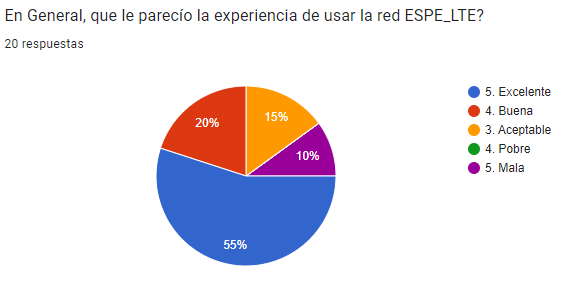 En General, que le parecío la experiencia de usar la red ESPE_LTE?
20 respuestas
5. Excelente
4. Buena
3. Aceptable
4. Pobre
5. Mala
20%
15%
10%
55%